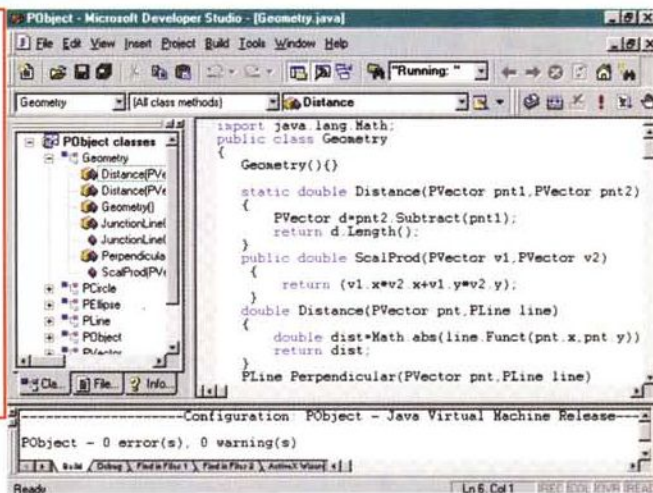 PObject - Microsoft Developer Studio - [Geometry.java]
File Edit View Insert Project Build Tools Window Help
"Running: "
Geometry [All class methods] Distance
PObject classes
Geometry
Distance(PVe
Distance(PVe
Geometry()
JunctionLine(
JunctionLine(
Perpendicula
ScalProd(PVe
PCircle
PEllipse
PLine
PObject
PVector
Cla... File... Info...
import java.lang.Math;
public class Geometry
{
Geometry(){}
static double Distance(PVector pnt1,PVector pnt2)
{
PVector d=pnt2.Subtract(pnt1);
return d.Length();
}
public double ScalProd(PVector v1,PVector v2)
{
return (v1.x*v2.x+v1.y*v2.y);
}
double Distance(PVector pnt,PLine line)
{
double dist=Math.abs(line.Funct(pnt.x,pnt.y))
return dist;
}
PLine Perpendicular(PVector pnt,PLine line)
--------------------Configuration: PObject - Java Virtual Machine Release---
PObject - 0 error(s), 0 warning(s)
Build Debug Find in Files 1 Find in Files 2 ActiveX Wizard
Ready Ln 6, Col 1 REC COL OVR READ